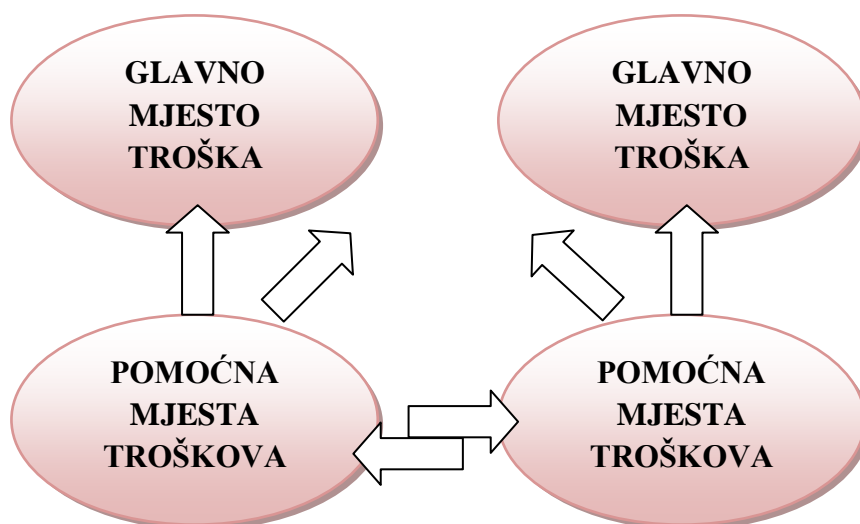 GLAVNO
MJESTO
TROŠKA
GLAVNO
MJESTO
TROŠKA
POMOĆNA
MJESTA
TROŠKOVA
POMOĆNA
MJESTA
TROŠKOVA